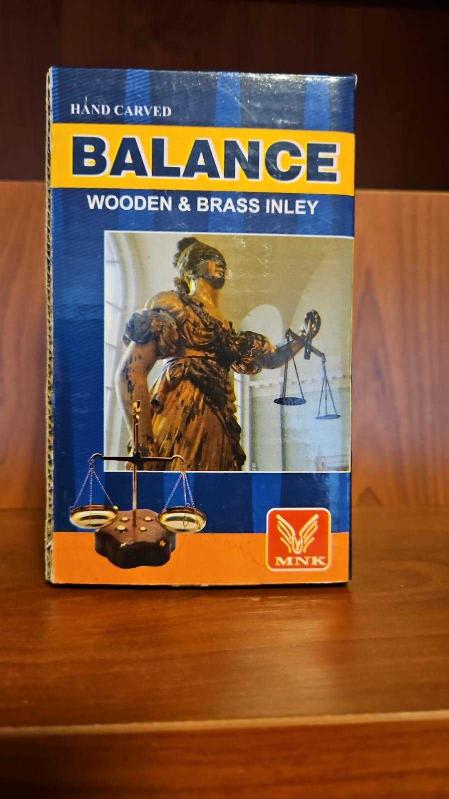 HAND CARVED
BALANCE
WOODEN & BRASS INLEY
MNK